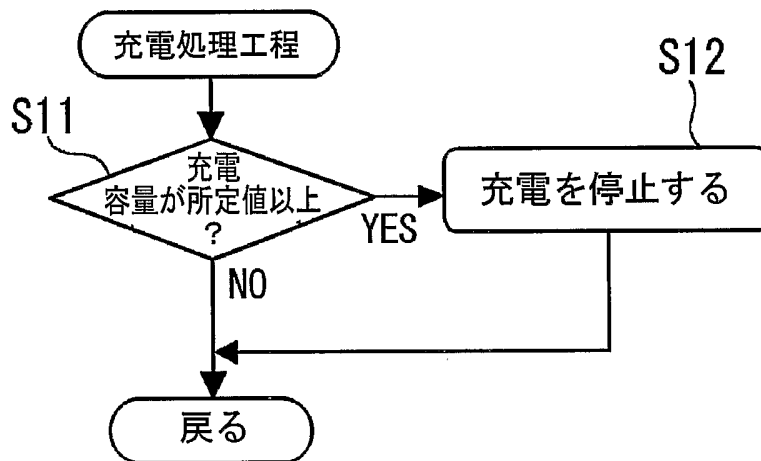 充電処理工程
S11
充電
容量が所定値以上
?
YES
S12
充電を停止する
NO
戻る